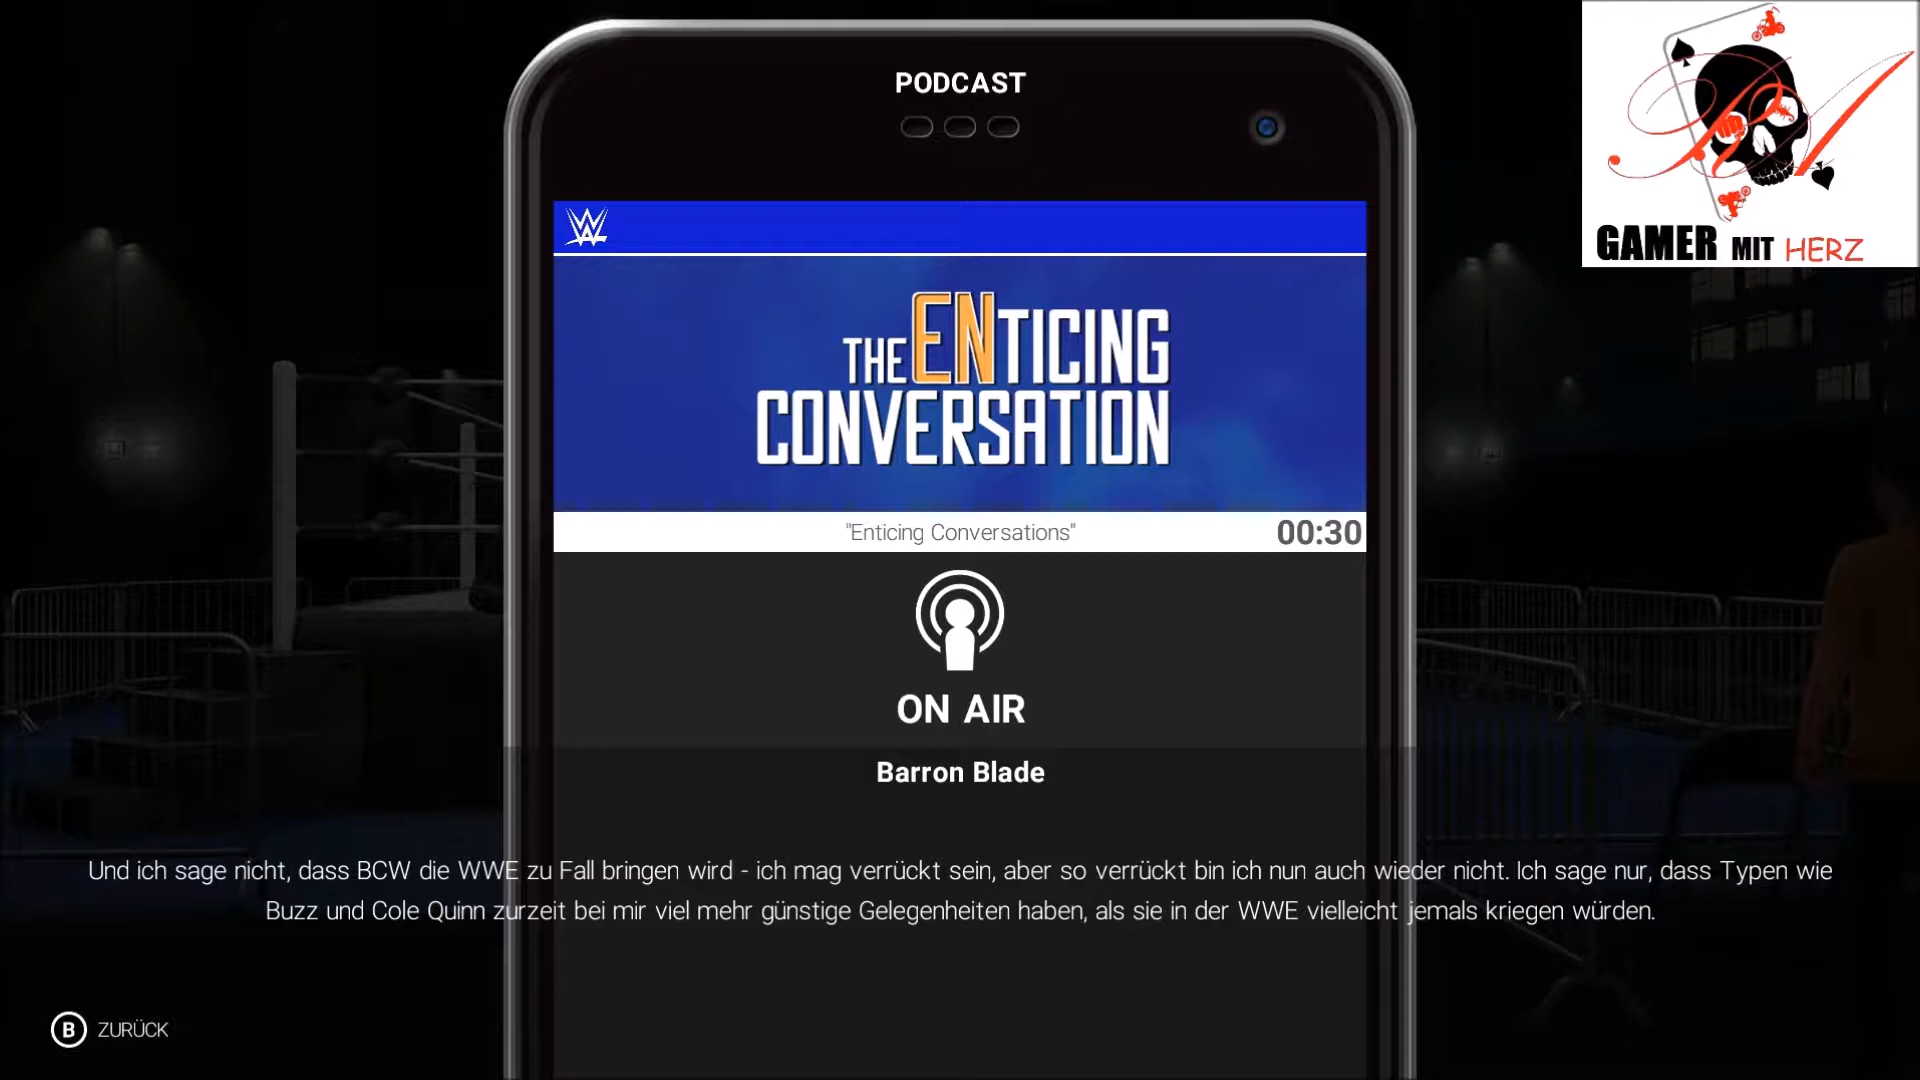 PODCAST
GAMER MIT HERZ
THE ENTICING
CONVERSATION
"Enticing Conversations" 00:30
ON AIR
Barron Blade
Und ich sage nicht, dass BCW die WWE zu Fall bringen wird - ich mag verrückt sein, aber so verrückt bin ich nun auch wieder nicht. Ich sage nur, dass Typen wie
Buzz und Cole Quinn zurzeit bei mir viel mehr günstige Gelegenheiten haben, als sie in der WWE vielleicht jemals kriegen würden.
B ZURÜCK